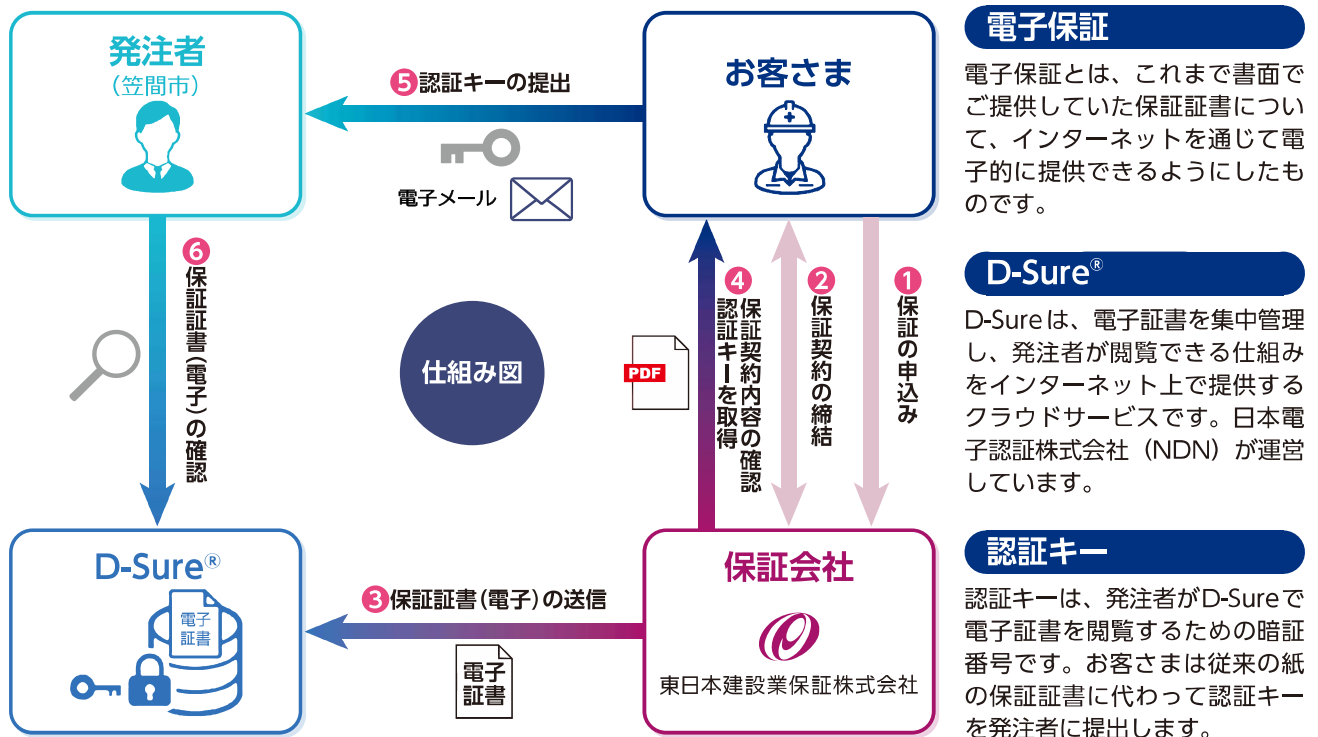 発注者
(笠間市)
❺認証キーの提出
電子メール
お客さま
❻保証証書(電子)の確認
仕組み図
PDF
❹保証契約内容の確認
認証キーを取得
❷保証契約の締結
❶保証の申込み
D-Sure®
電子
証書
❸保証証書(電子)の送信
電子
証書
保証会社
東日本建設業保証株式会社
電子保証
電子保証とは、これまで書面で
ご提供していた保証証書につい
て、インターネットを通じて電
子的に提供できるようにしたも
のです。
D-Sure®
D-Sureは、電子証書を集中管理
し、発注者が閲覧できる仕組み
をインターネット上で提供する
クラウドサービスです。日本電
子認証株式会社（NDN）が運営
しています。
認証キー
認証キーは、発注者がD-Sureで
電子証書を閲覧するための暗証
番号です。お客さまは従来の紙
の保証証書に代わって認証キー
を発注者に提出します。